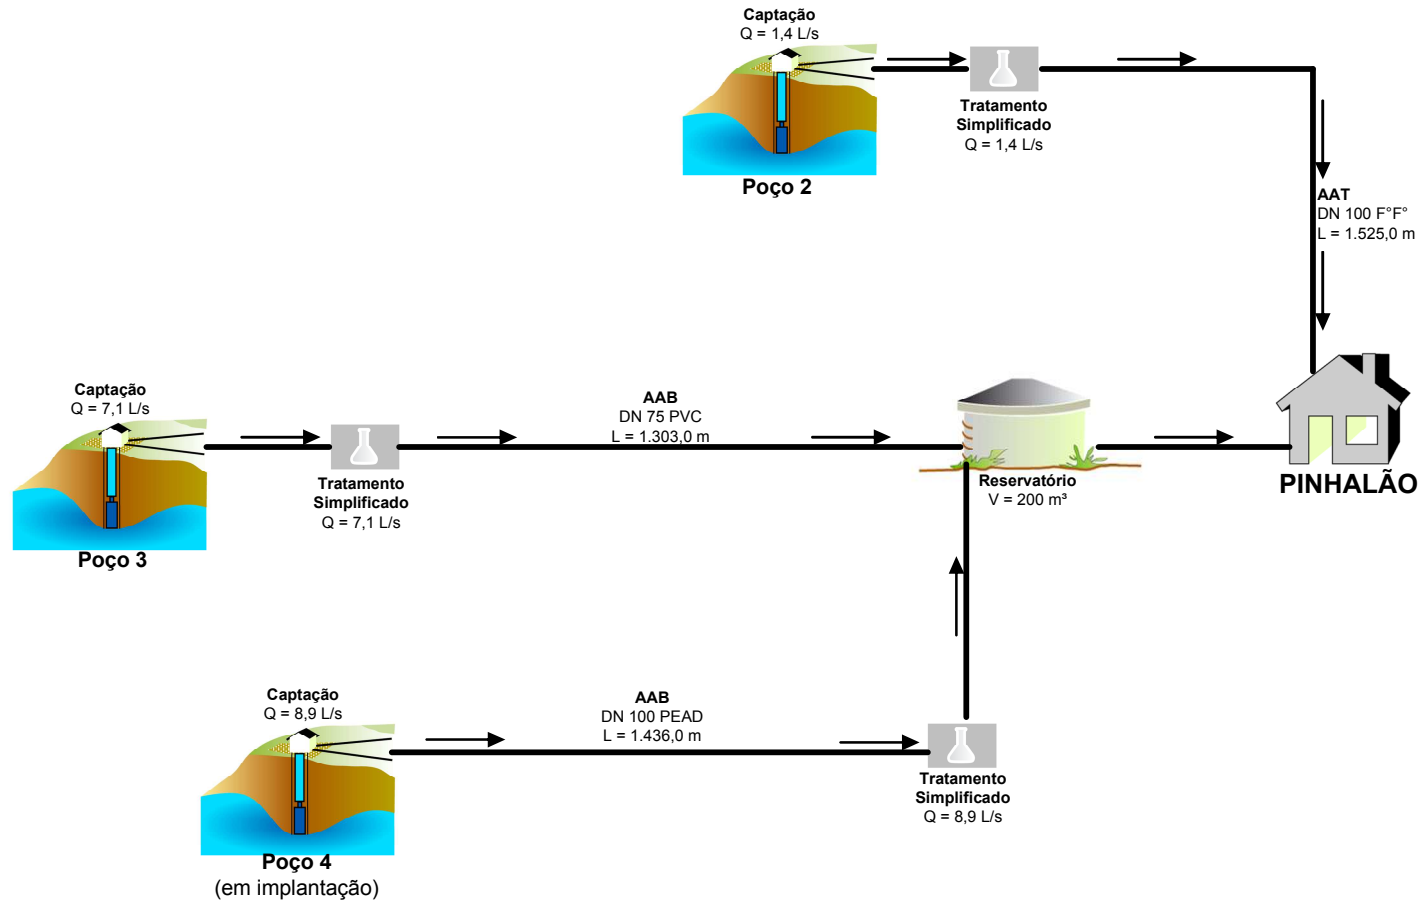 Captação
Q = 1,4 L/s
Tratamento
Simplificado
Q = 1,4 L/s
Poço 2
AAT
DN 100 F°F°
L = 1.525,0 m
Captação
Q = 7,1 L/s
Tratamento
Simplificado
Q = 7,1 L/s
Poço 3
AAB
DN 75 PVC
L = 1.303,0 m
Reservatório
V = 200 m³
PINHALÃO
Captação
Q = 8,9 L/s
AAB
DN 100 PEAD
L = 1.436,0 m
Tratamento
Simplificado
Q = 8,9 L/s
Poço 4
(em implantação)